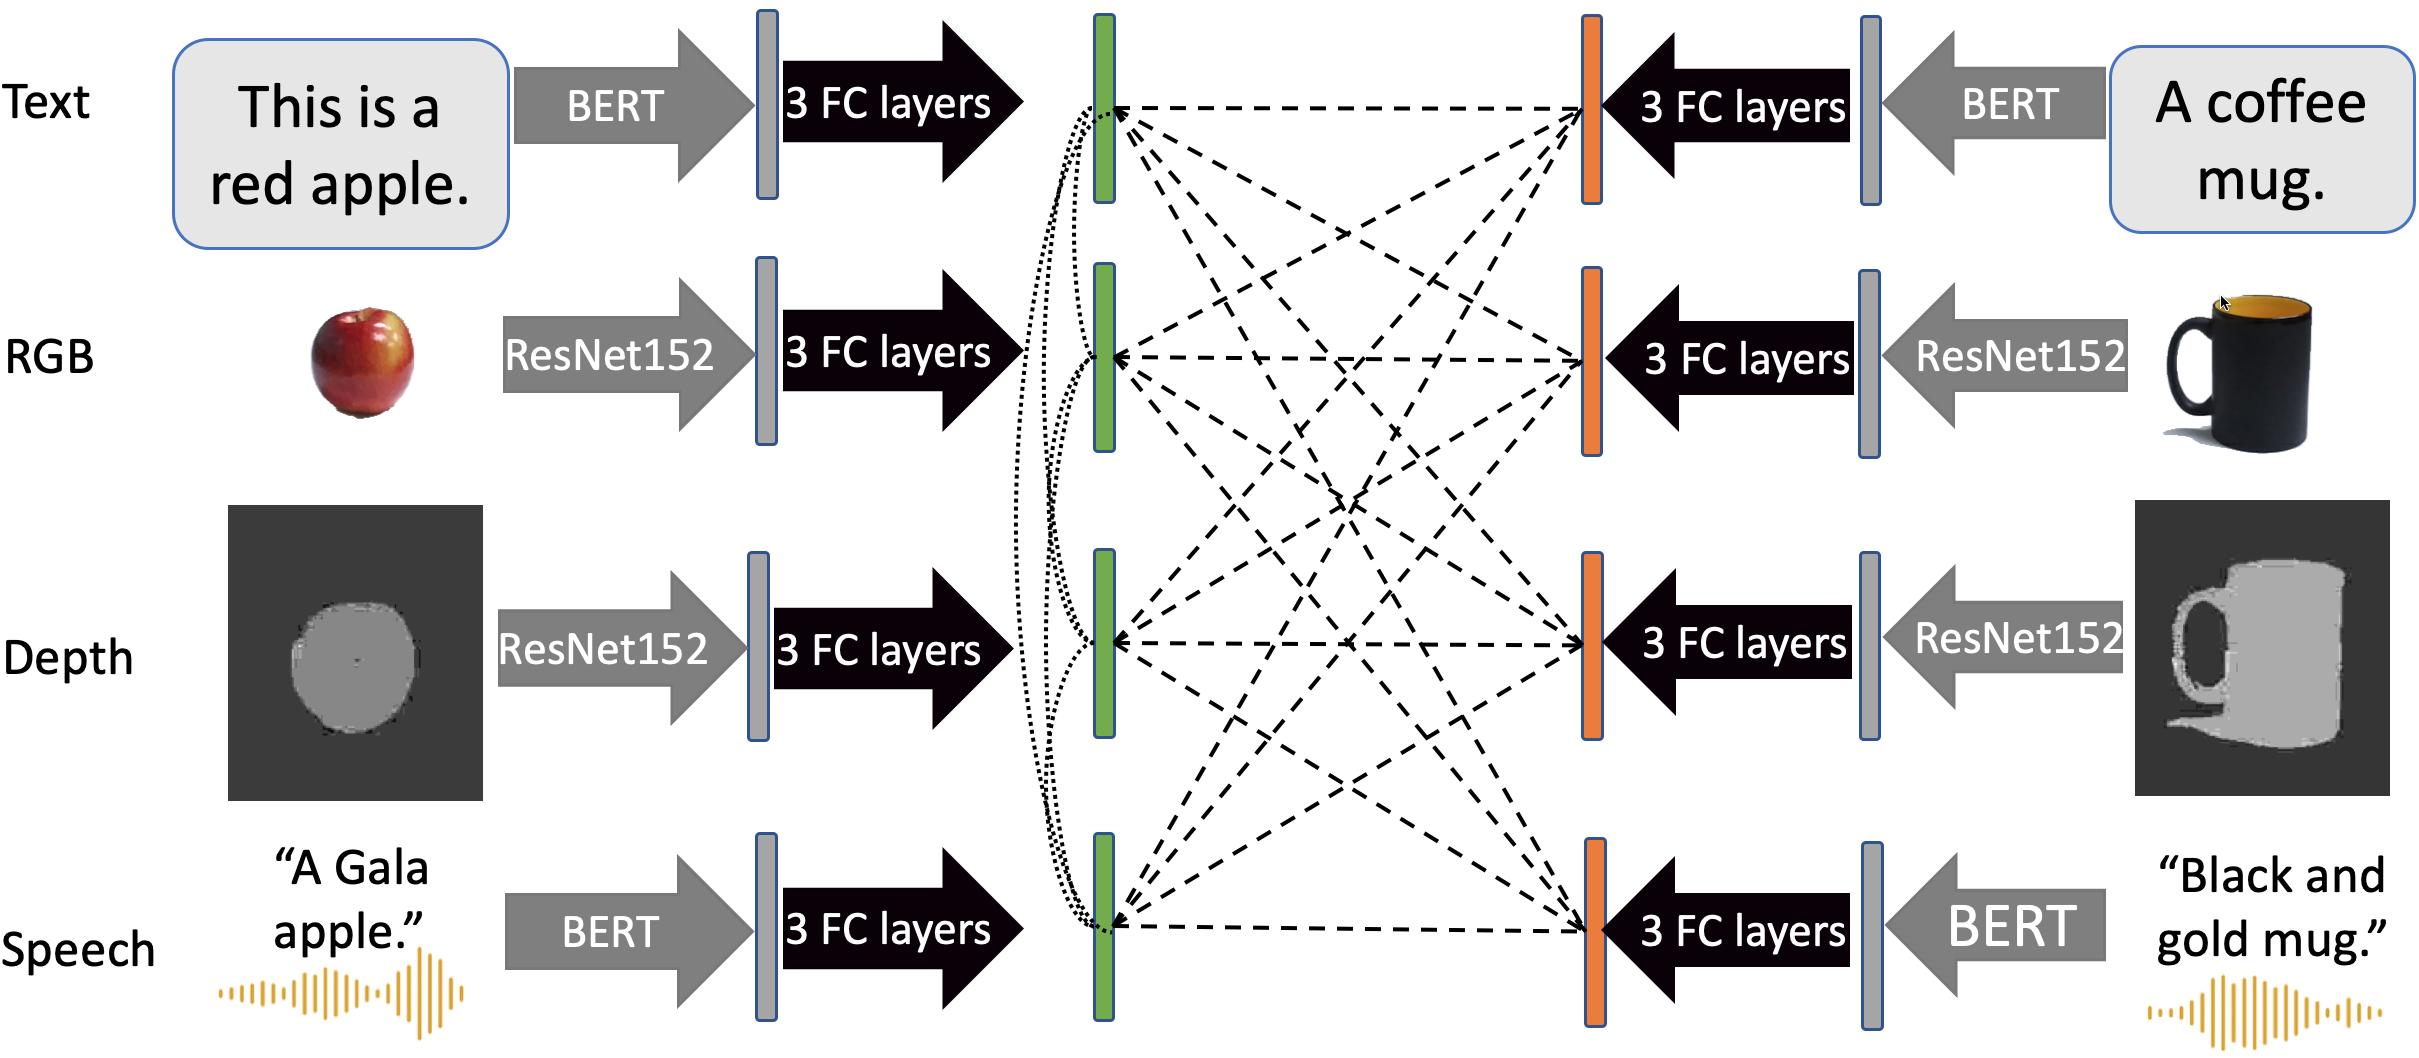 Text
This is a
red apple.
BERT
3 FC layers
3 FC layers
BERT
A coffee
mug.
RGB
ResNet152
3 FC layers
3 FC layers
ResNet152
Depth
ResNet152
3 FC layers
3 FC layers
ResNet152
Speech
“A Gala
apple.”
BERT
3 FC layers
3 FC layers
BERT
“Black and
gold mug.”